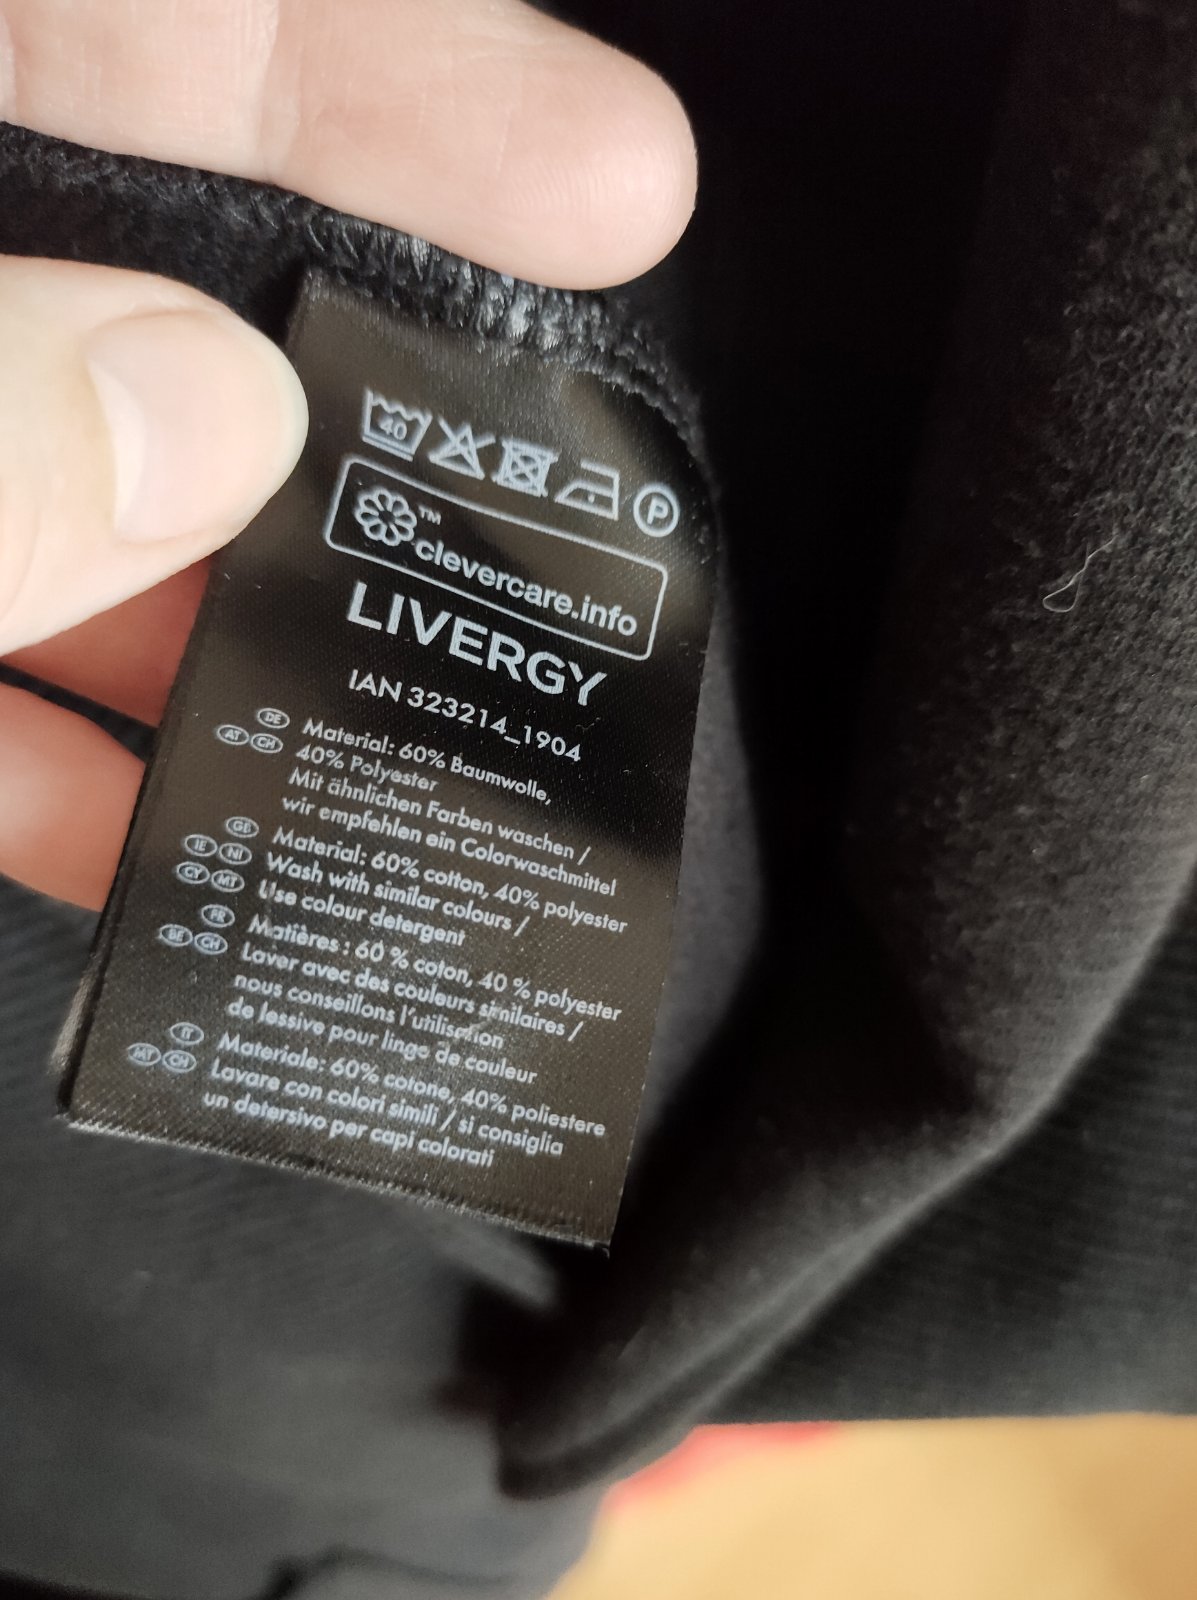 40 P
™ clevercare.info
LIVERGY
IAN 323214_1904
DE Material: 60% Baumwolle,
AT CH 40% Polyester
Mit ähnlichen Farben waschen /
wir empfehlen ein Colorwaschmittel
GB Material: 60% cotton, 40% polyester
IE NI Wash with similar colours /
CY MT Use colour detergent
FR Matières : 60 % coton, 40 % polyester
BE CH Laver avec des couleurs similaires /
nous conseillons l'utilisation
de lessive pour linge de couleur
IT Materiale: 60% cotone, 40% poliestere
MT CH Lavare con colori simili / si consiglia
un detersivo per capi colorati